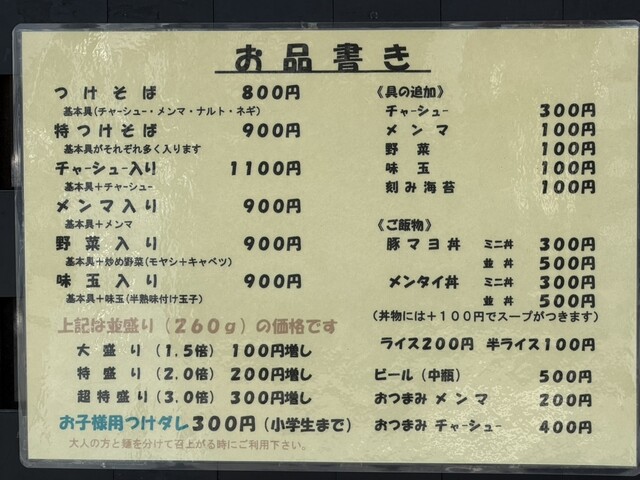 お品書き
つけそば 800円
基本具(チャーシュー・メンマ・ナルト・ネギ)
特つけそば 900円
基本具がそれぞれ多く入ります
チャーシュー入り 1100円
基本具+チャーシュー
メンマ入り 900円
基本具+メンマ
野菜入り 900円
基本具+炒め野菜(モヤシ+キャベツ)
味玉入り 900円
基本具+味玉(半熟味付け玉子)
上記は並盛り(260g)の価格です
大盛り(1.5倍) 100円増し
特盛り(2.0倍) 200円増し
超特盛り(3.0倍) 300円増し
お子様用つけダレ300円(小学生まで)
大人の方と麺を分けて召上がる時にご利用下さい。
《具の追加》
チャーシュー 300円
メンマ 100円
野菜 100円
味玉 100円
刻み海苔 100円
《ご飯物》
豚マヨ丼 ミニ丼 300円
並丼 500円
メンタイ丼 ミニ丼 300円
並丼 500円
(丼物には+100円でスープがつきます)
ライス200円 半ライス100円
ビール(中瓶) 500円
おつまみメンマ 200円
おつまみチャーシュー 400円